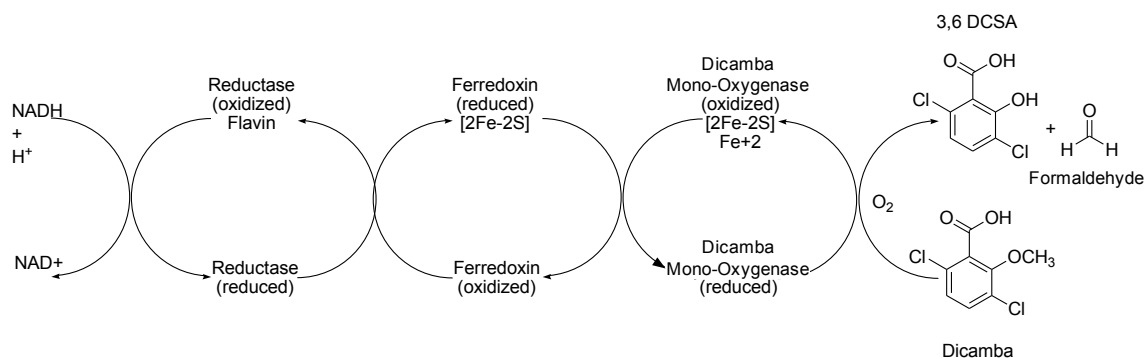 3,6 DCSA
O
OH
OH
Cl
Cl
+
O
H H
Formaldehyde
NADH
+
H+
Reductase
(oxidized)
Flavin
Ferredoxin
(reduced)
[2Fe-2S]
Dicamba
Mono-Oxygenase
(oxidized)
[2Fe-2S]
Fe+2
O2
NAD+
Reductase
(reduced)
Ferredoxin
(oxidized)
Dicamba
Mono-Oxygenase
(reduced)
O
OH
Cl
OCH3
Cl
Dicamba